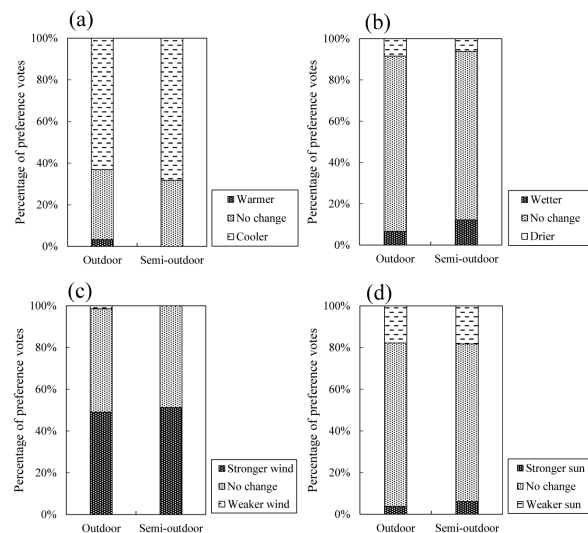 (a)
Percentage of preference votes
100%
80%
60%
40%
20%
0%
Outdoor
Semi-outdoor
Warmer
No change
Cooler
(b)
Percentage of preference votes
100%
80%
60%
40%
20%
0%
Outdoor
Semi-outdoor
Wetter
No change
Drier
(c)
Percentage of preference votes
100%
80%
60%
40%
20%
0%
Outdoor
Semi-outdoor
Stronger wind
No change
Weaker wind
(d)
Percentage of preference votes
100%
80%
60%
40%
20%
0%
Outdoor
Semi-outdoor
Stronger sun
No change
Weaker sun